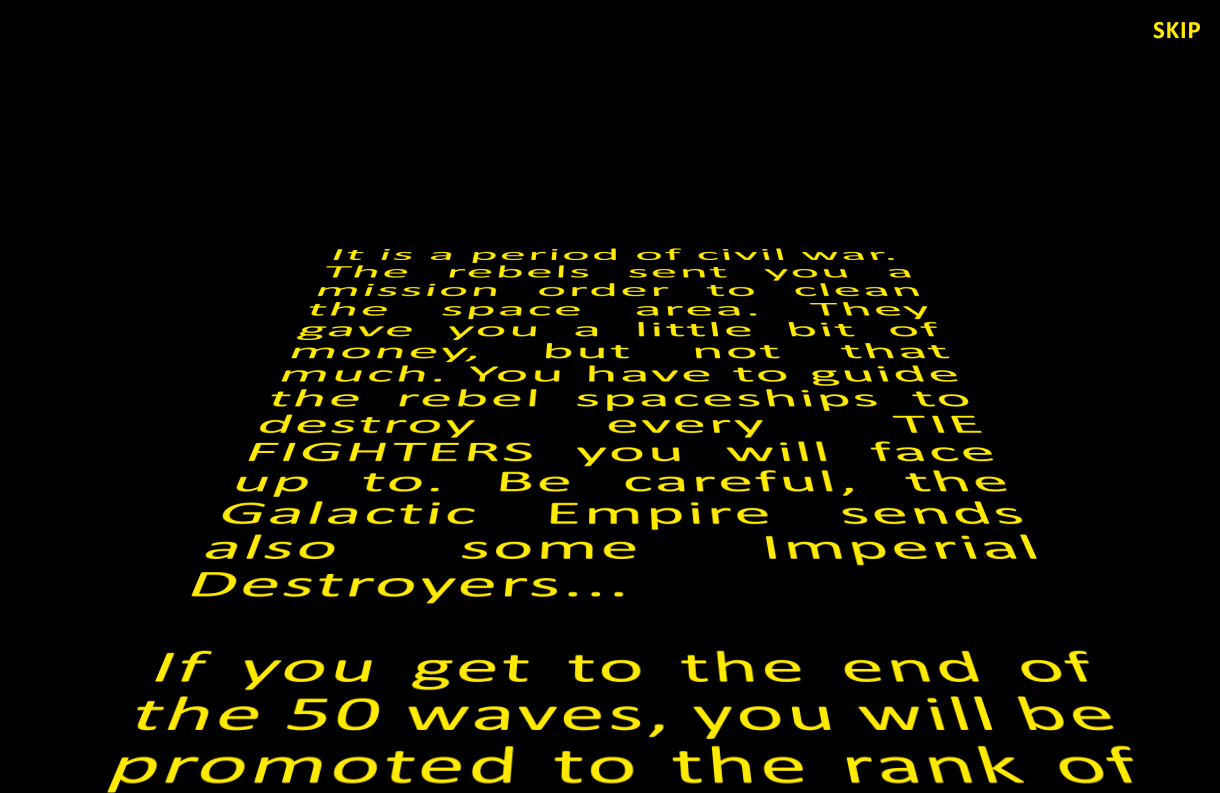 SKIP
It is a period of civil war.
The rebels sent you a
mission order to clean
the space area. They
gave you a little bit of
money, but not that
much. You have to guide
the rebel spaceships to
destroy every TIE
FIGHTERS you will face
up to. Be careful, the
Galactic Empire sends
also some Imperial
Destroyers...
If you get to the end of
the 50 waves, you will be
promoted to the rank of